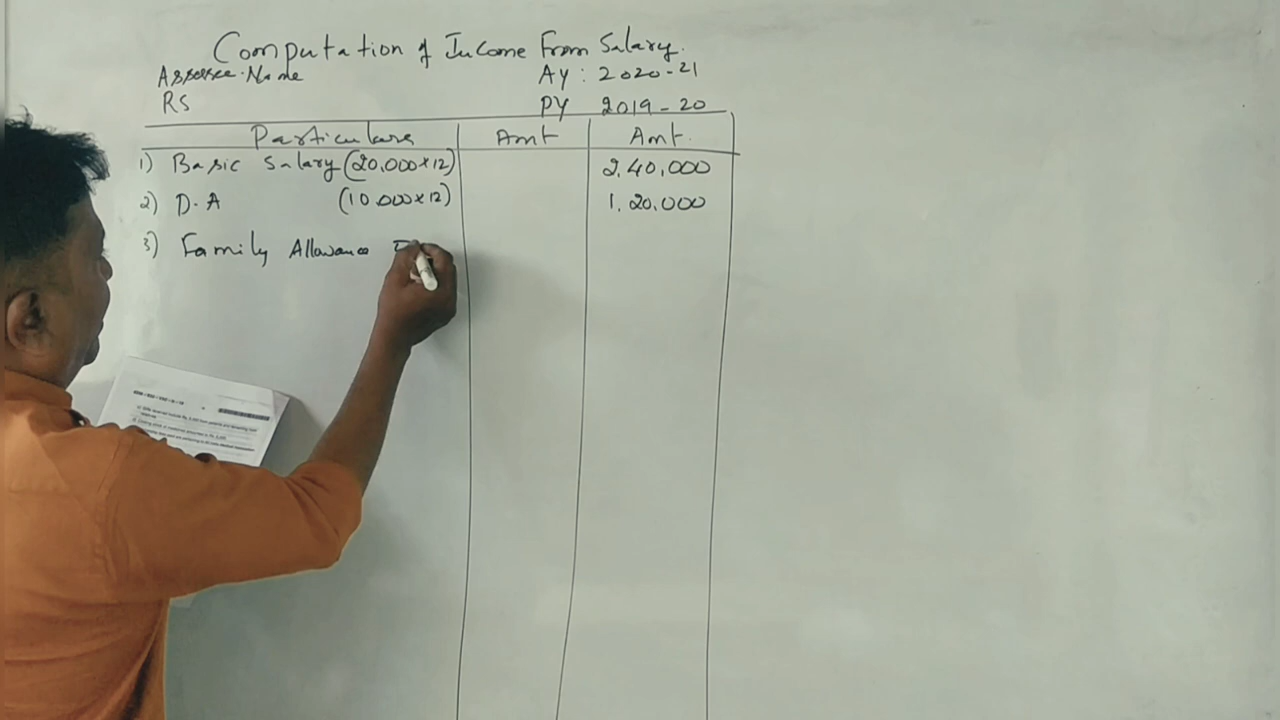 Computation of Income From Salary.
Assessee Name
AY : 2020-21
RS
PY 2019-20
Particulars Amt Amt.
1) Basic Salary (20,000×12) 2,40,000
2) D.A (10,000×12) 1,20,000
3) Family Allowance